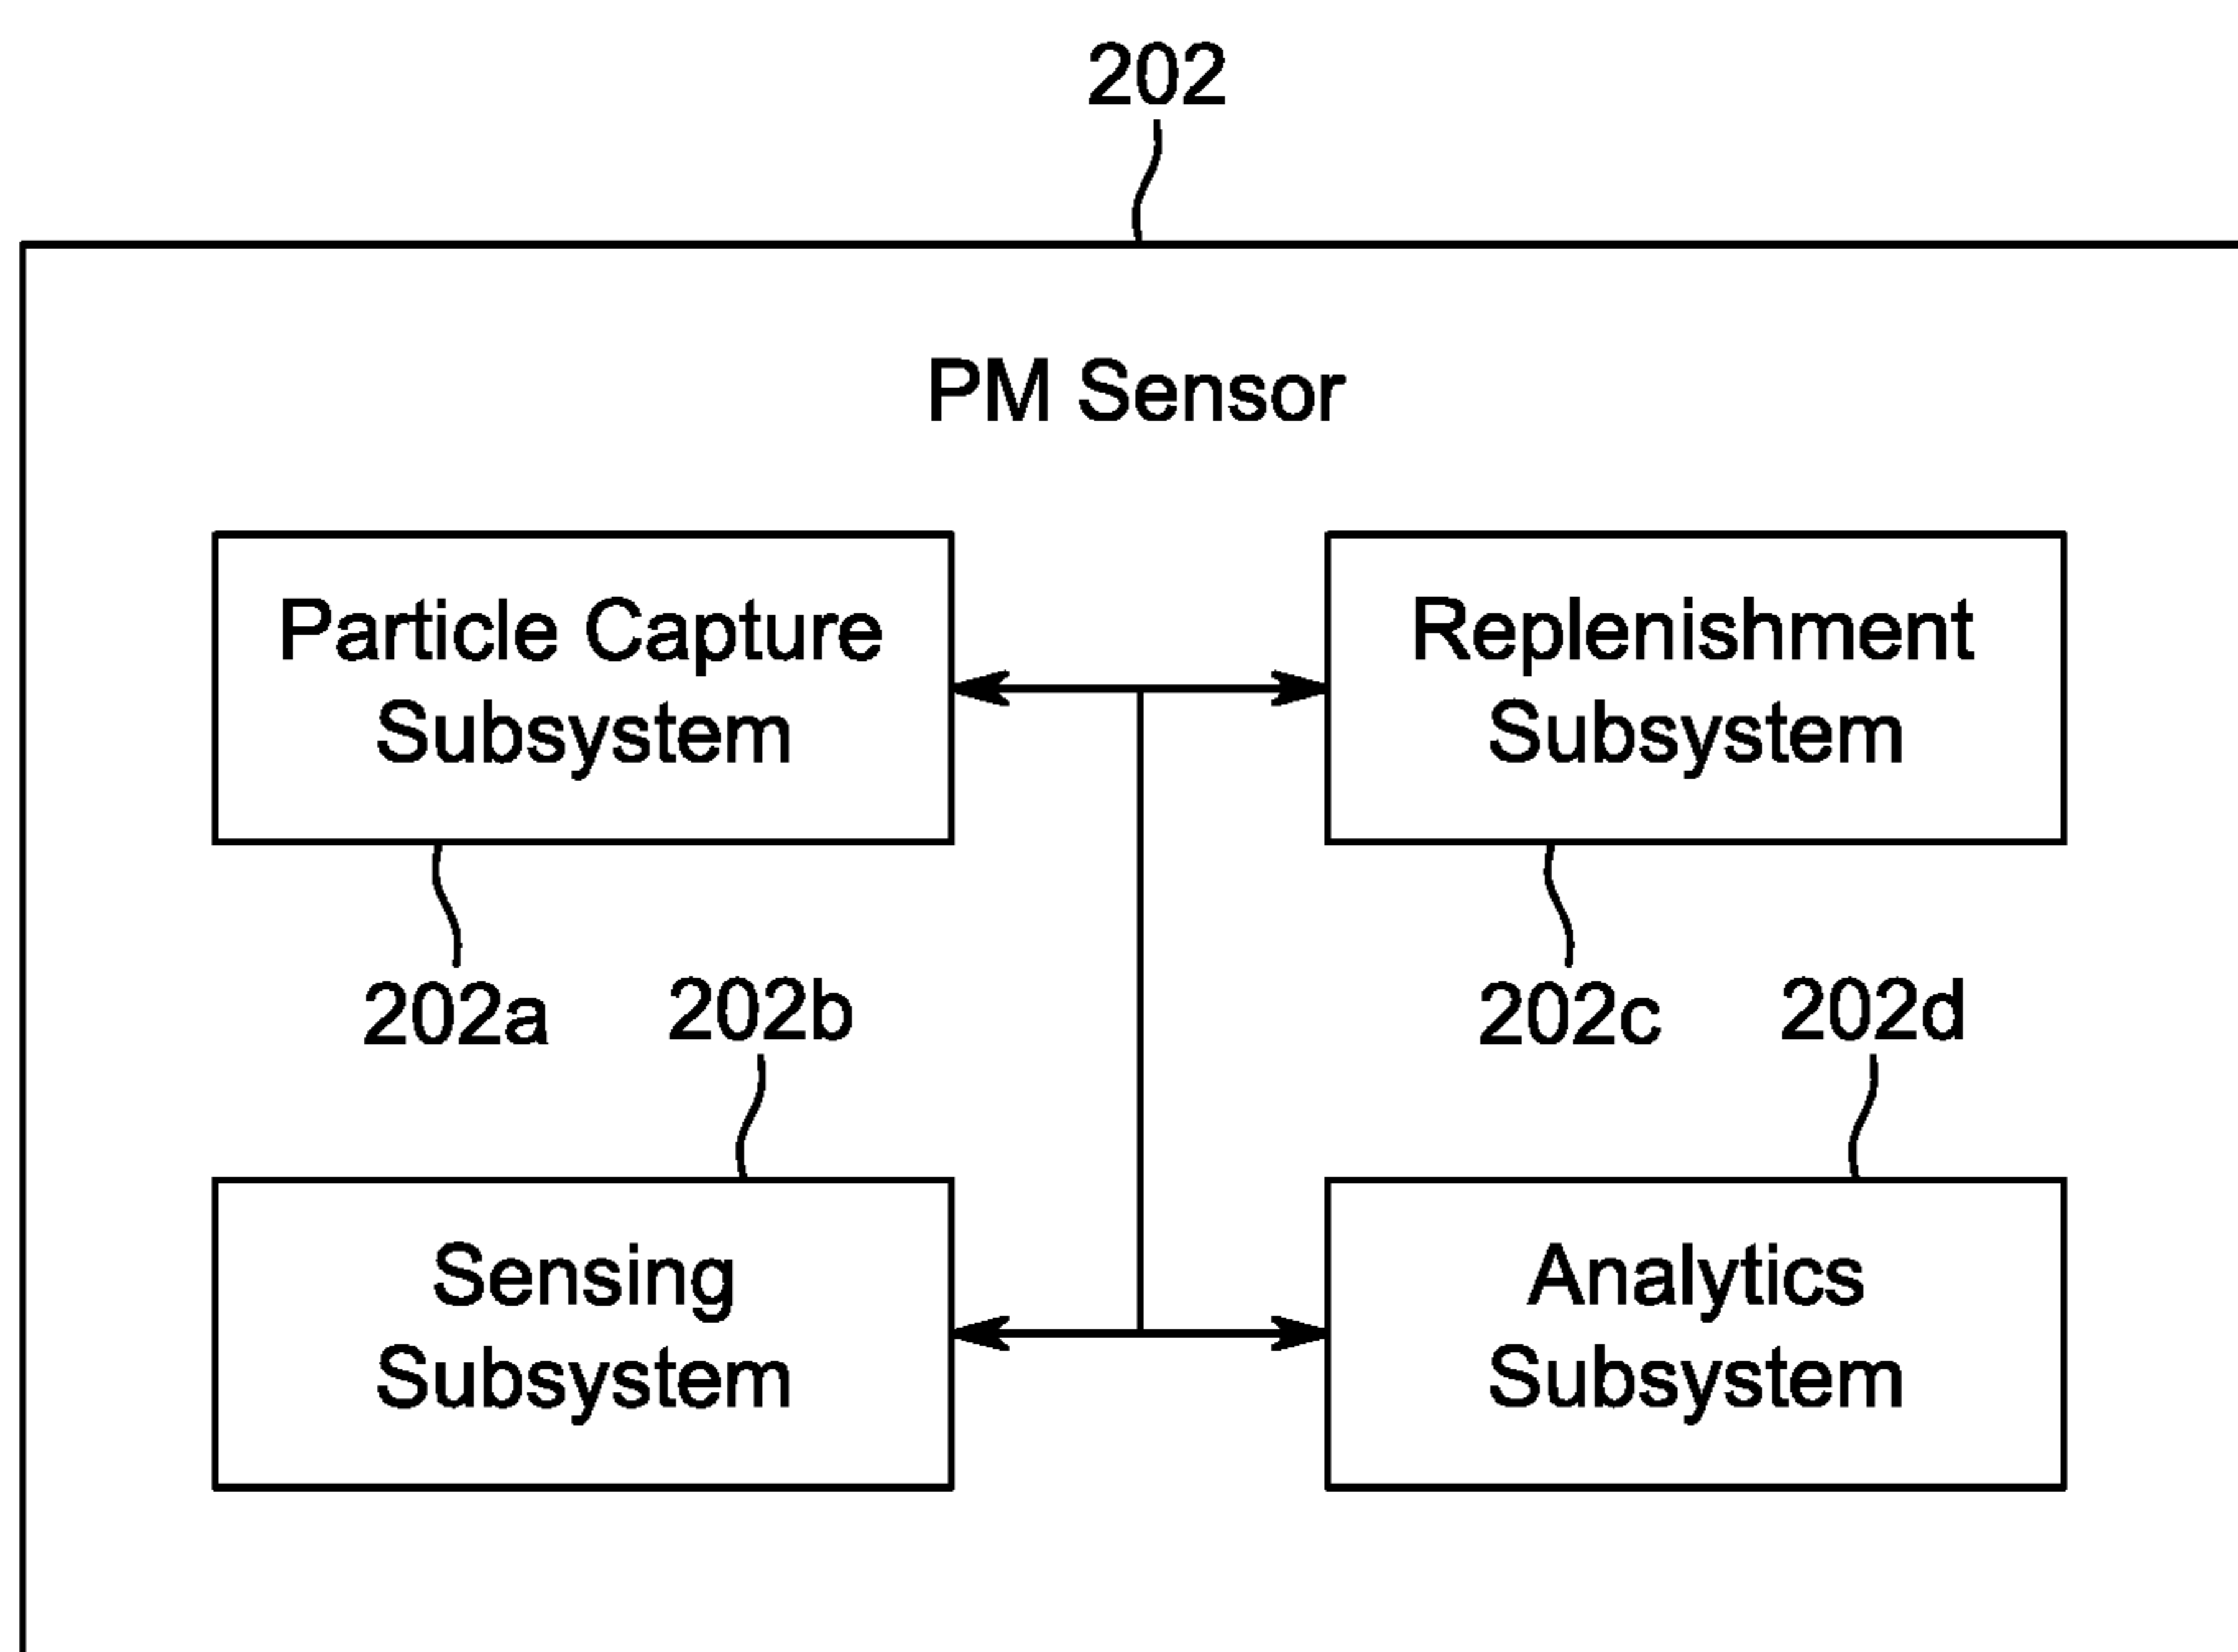 202
PM Sensor
Particle Capture
Subsystem
Replenishment
Subsystem
202a
202b
202c
202d
Sensing
Subsystem
Analytics
Subsystem